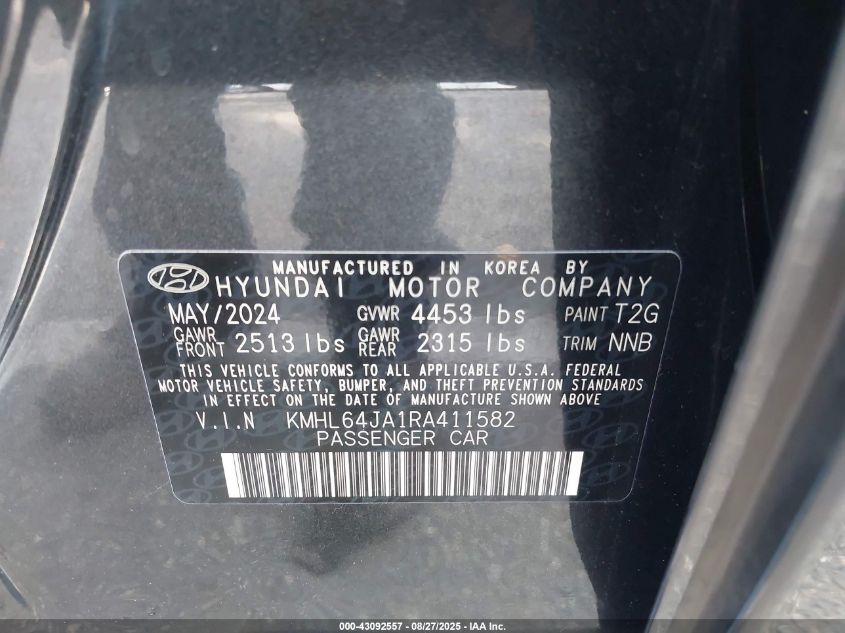 MANUFACTURED IN KOREA BY
HYUNDAI MOTOR COMPANY
MAY/2024 GVWR 4453 lbs PAINT T2G
GAWR FRONT 2513 lbs GAWR REAR 2315 lbs TRIM NNB
THIS VEHICLE CONFORMS TO ALL APPLICABLE U.S.A. FEDERAL
MOTOR VEHICLE SAFETY, BUMPER, AND THEFT PREVENTION STANDARDS
IN EFFECT ON THE DATE OF MANUFACTURE SHOWN ABOVE
V.I.N KMHL64JA1RA411582
PASSENGER CAR
000-43092557 - 08/27/2025 - IAA Inc.